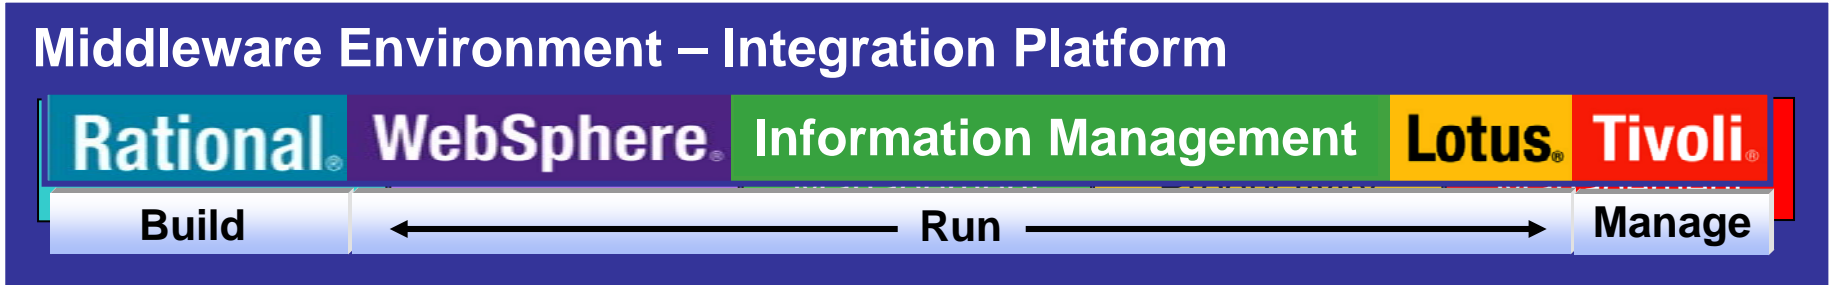 Middleware Environment – Integration Platform
Rational® WebSphere® Information Management Lotus® Tivoli®
Build Run Manage